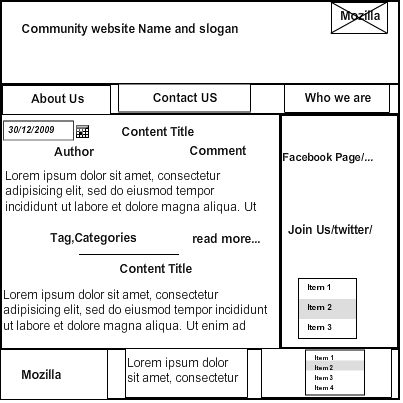 Community website Name and slogan
Mozilla
About Us
Contact US
Who we are
30/12/2009
Content Title
Author
Comment
Lorem ipsum dolor sit amet, consectetur
adipisicing elit, sed do eiusmod tempor
incididunt ut labore et dolore magna aliqua. Ut
Tag,Categories
read more...
Content Title
Lorem ipsum dolor sit amet, consectetur
adipisicing elit, sed do eiusmod tempor incididunt
ut labore et dolore magna aliqua. Ut enim ad
Facebook Page/...
Join Us/twitter/
Item 1
Item 2
Item 3
Mozilla
Lorem ipsum dolor
sit amet, consectetur
Item 1
Item 2
Item 3
Item 4